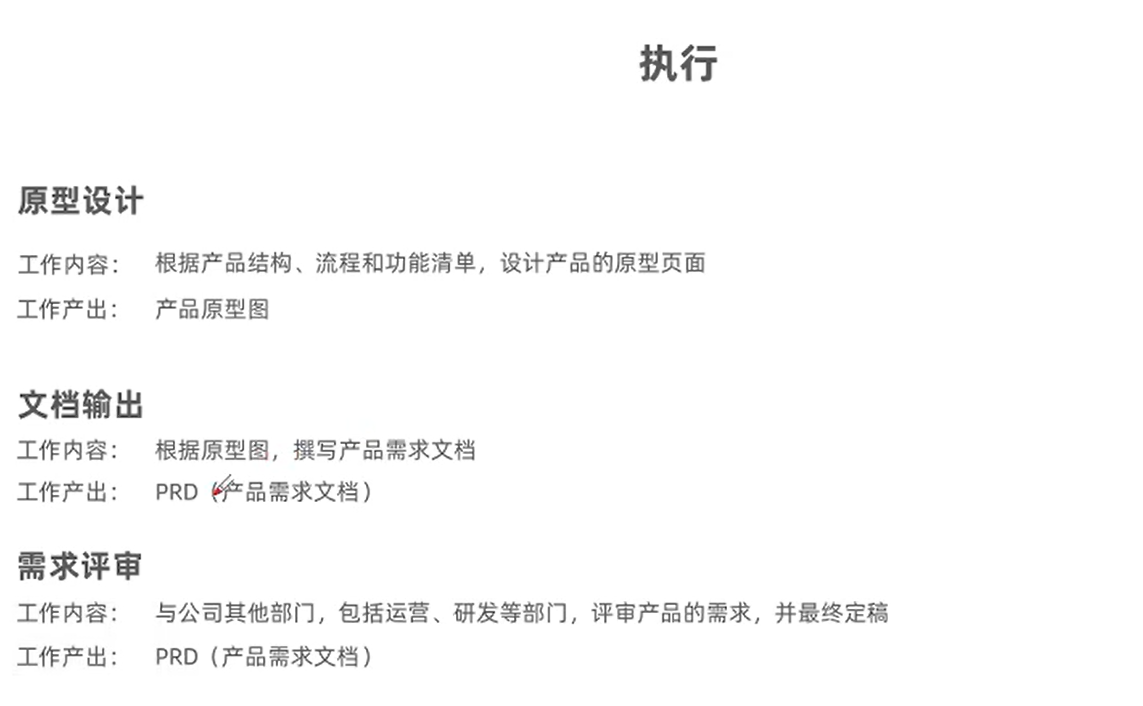 执行
原型设计
工作内容： 根据产品结构、流程和功能清单，设计产品的原型页面
工作产出： 产品原型图
文档输出
工作内容： 根据原型图，撰写产品需求文档
工作产出： PRD（产品需求文档）
需求评审
工作内容： 与公司其他部门，包括运营、研发等部门，评审产品的需求，并最终定稿
工作产出： PRD（产品需求文档）